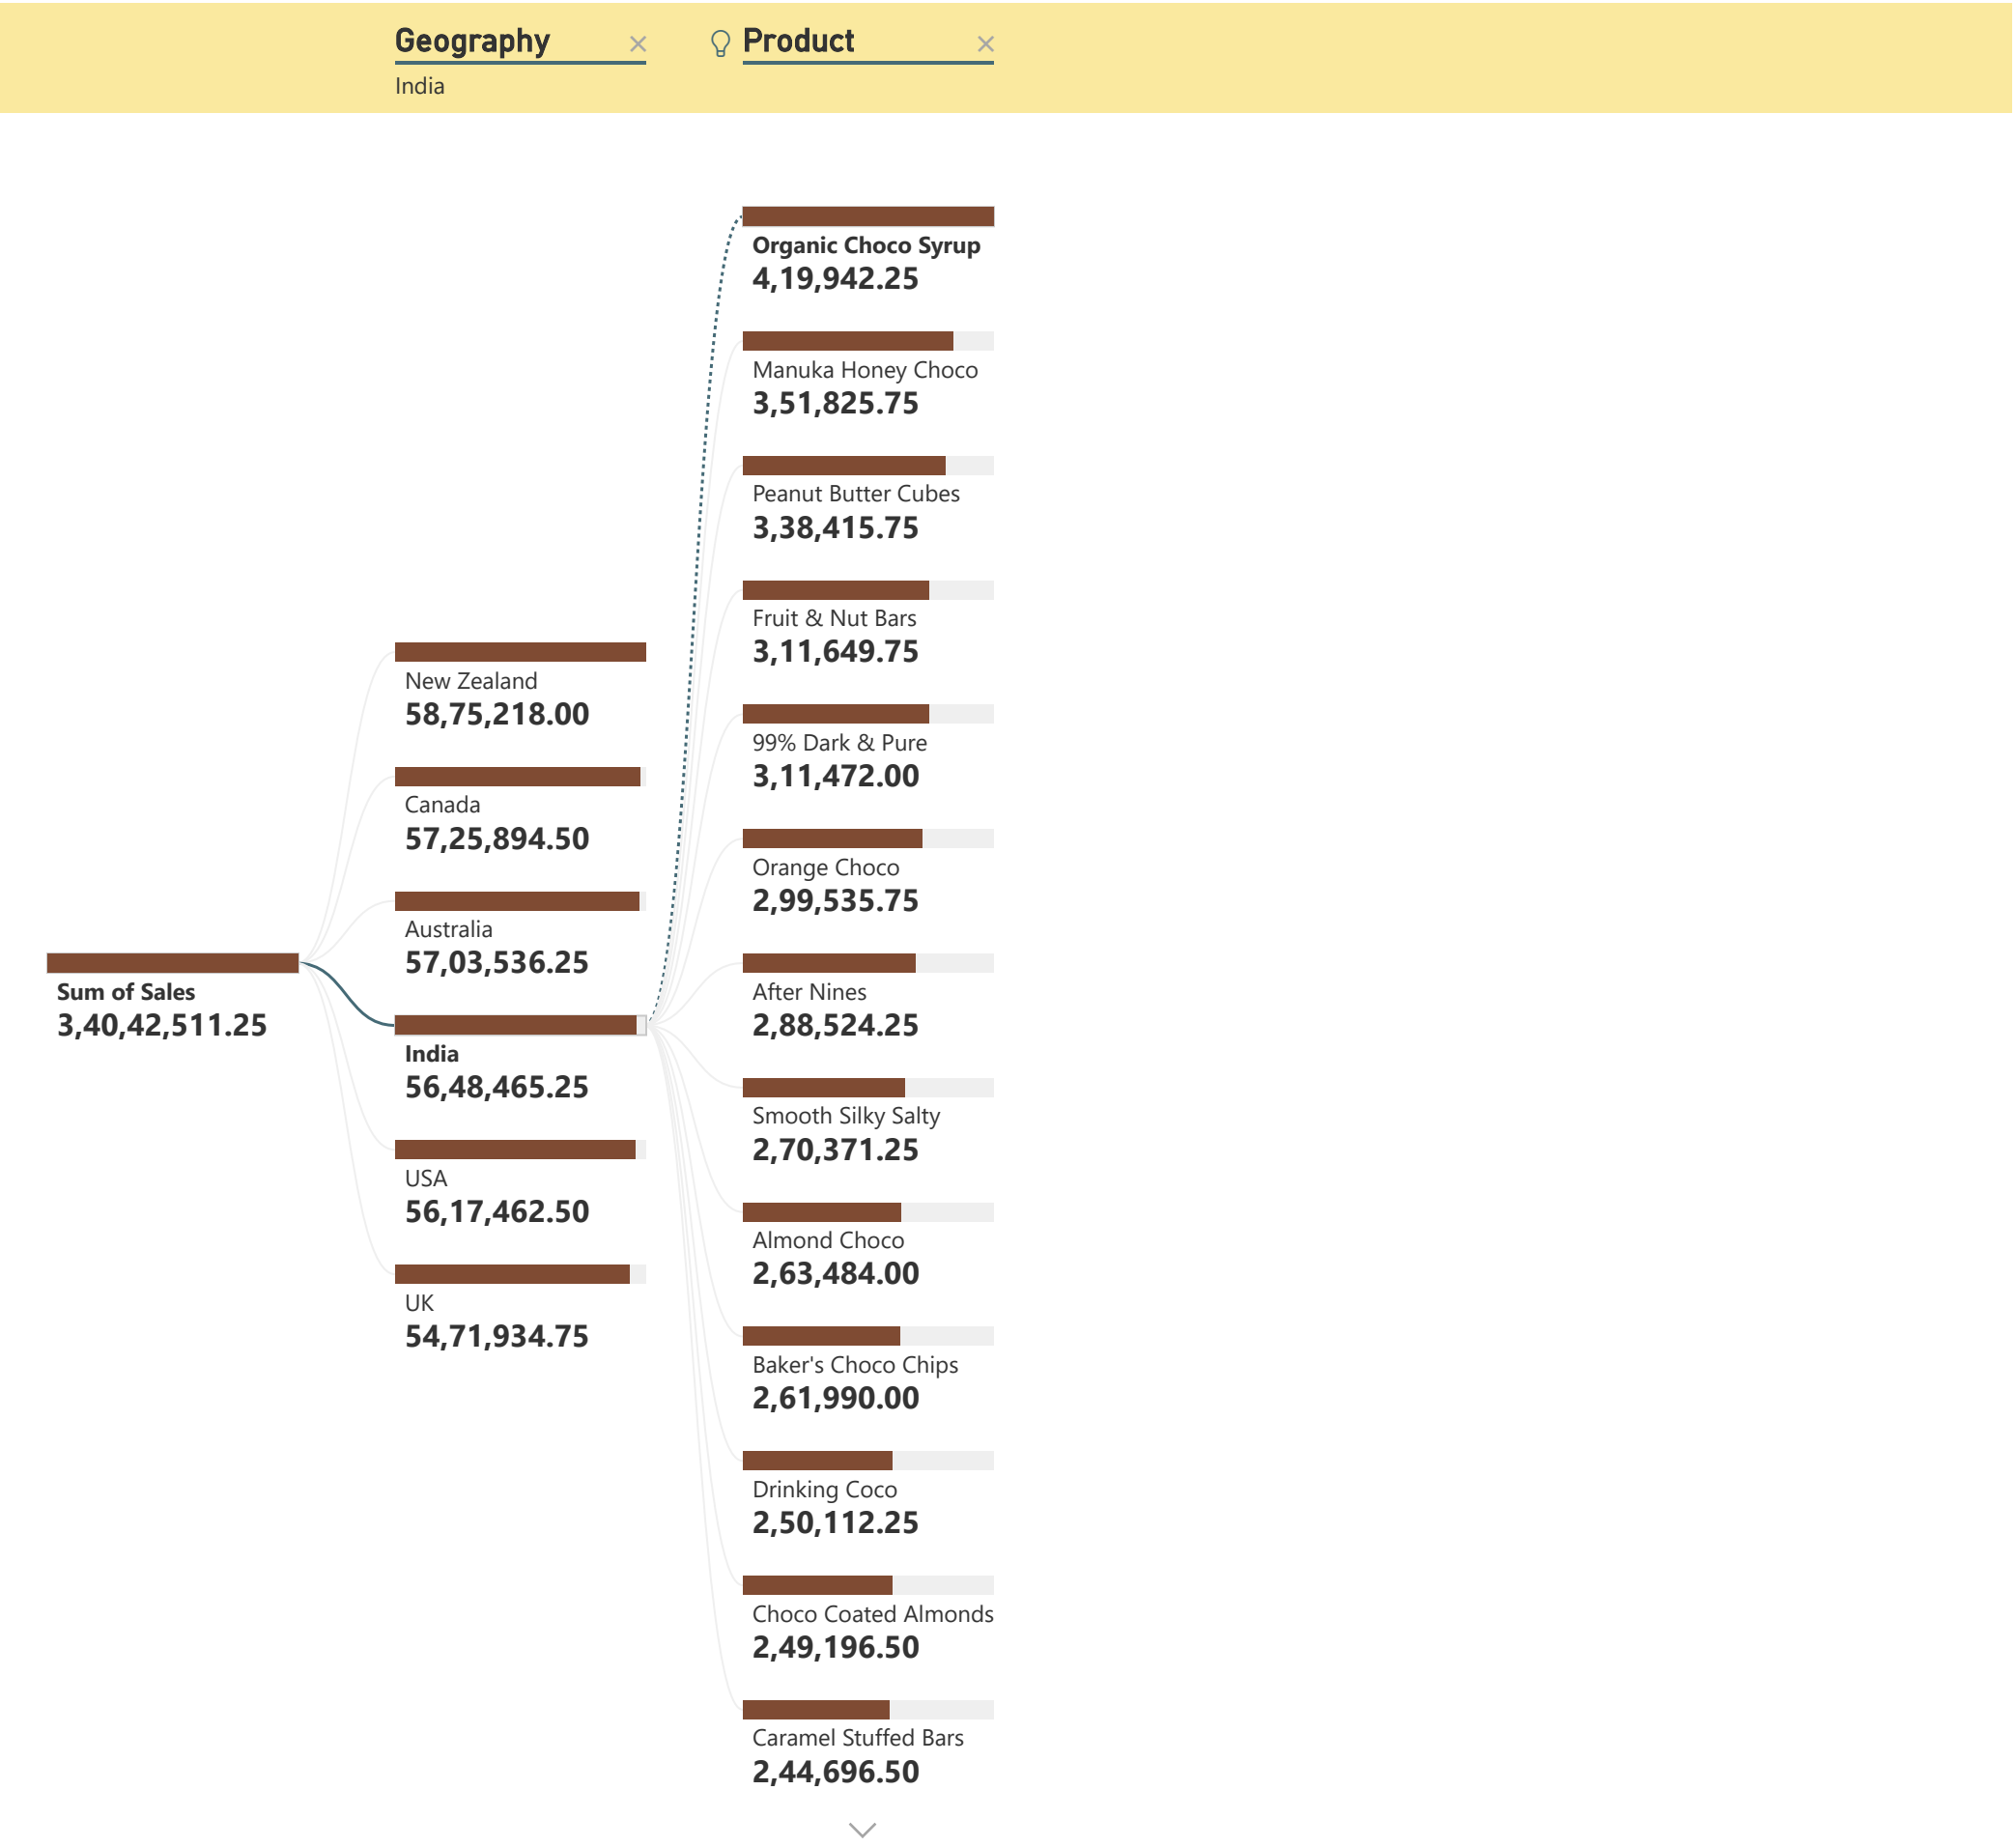 Geography
India
Product
Sum of Sales
3,40,42,511.25
New Zealand
58,75,218.00
Canada
57,25,894.50
Australia
57,03,536.25
India
56,48,465.25
USA
56,17,462.50
UK
54,71,934.75
Organic Choco Syrup
4,19,942.25
Manuka Honey Choco
3,51,825.75
Peanut Butter Cubes
3,38,415.75
Fruit & Nut Bars
3,11,649.75
99% Dark & Pure
3,11,472.00
Orange Choco
2,99,535.75
After Nines
2,88,524.25
Smooth Silky Salty
2,70,371.25
Almond Choco
2,63,484.00
Baker's Choco Chips
2,61,990.00
Drinking Coco
2,50,112.25
Choco Coated Almonds
2,49,196.50
Caramel Stuffed Bars
2,44,696.50